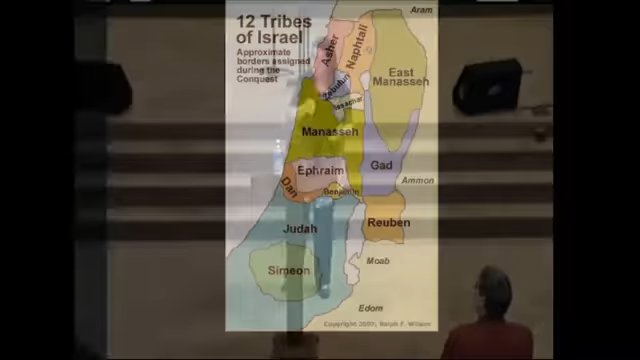 Aram
12 Tribes
of Israel
Approximate
borders assigned
during the
Conquest
Asher
Naphtali
East
Manasseh
Zebulun
Issachar
Manasseh
Gad
Ephraim
Ammon
Dan
Benjamin
Reuben
Judah
Moab
Simeon
Edom
Copyright 2007, Ralph F. Wilson